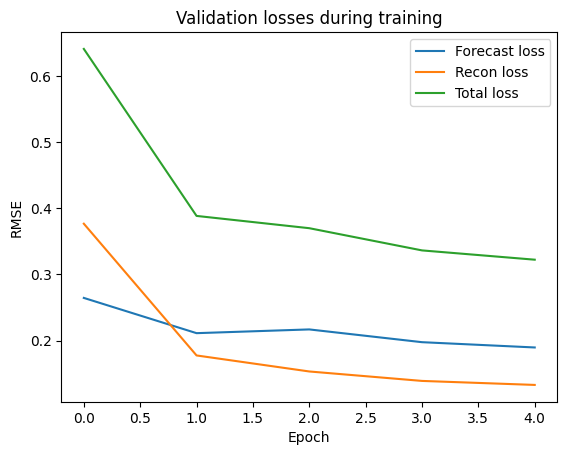 Validation losses during training
Forecast loss
Recon loss
Total loss
RMSE
0.6
0.5
0.4
0.3
0.2
0.0 0.5 1.0 1.5 2.0 2.5 3.0 3.5 4.0
Epoch